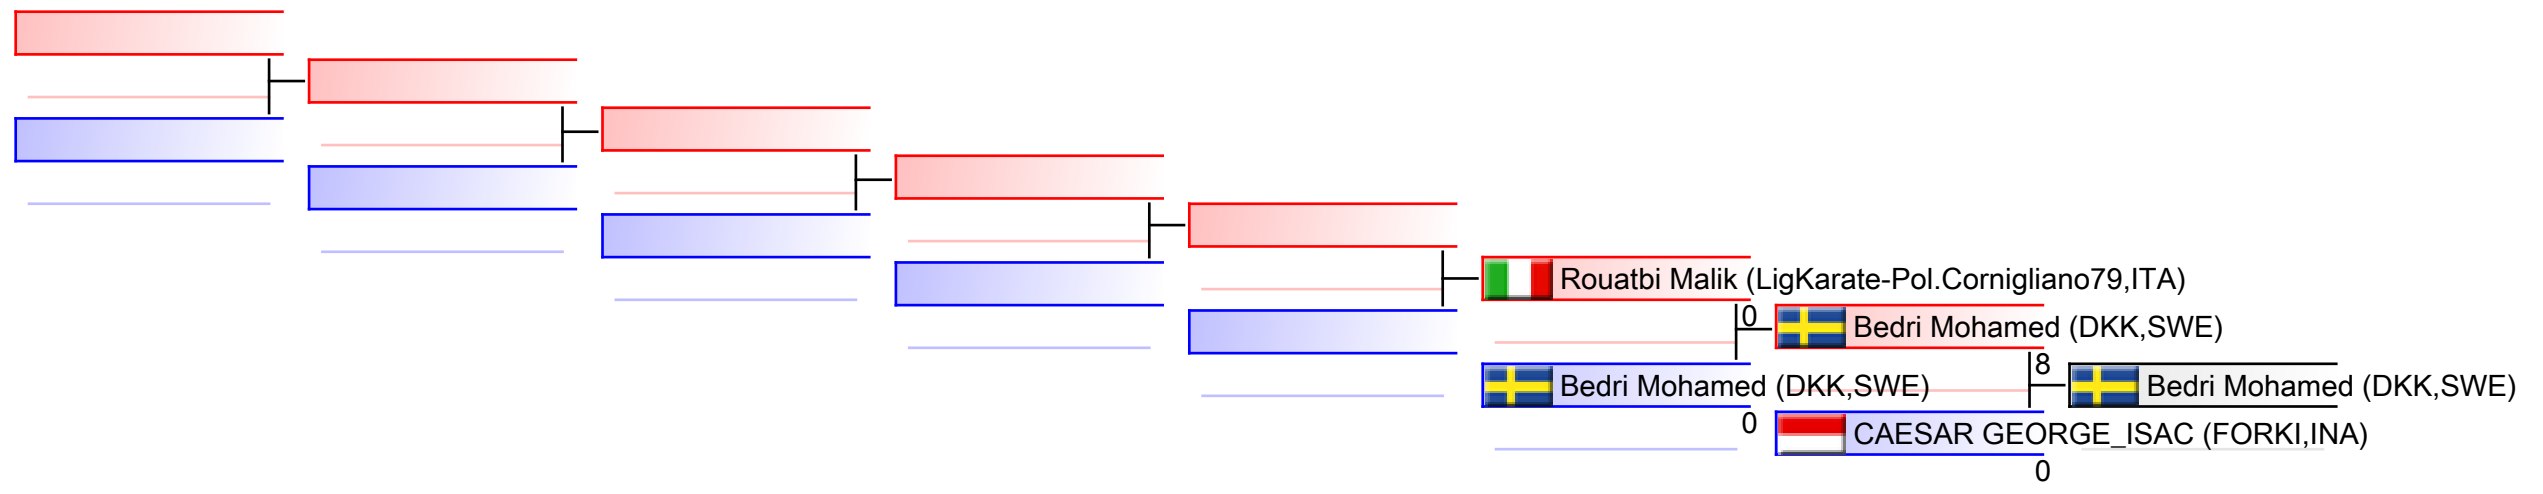 Rouatbi Malik (LigKarate-Pol.Cornigliano79,ITA)
0
Bedri Mohamed (DKK,SWE)
8
Bedri Mohamed (DKK,SWE)
Bedri Mohamed (DKK,SWE)
0
CAESAR GEORGE_ISAC (FORKI,INA)
0